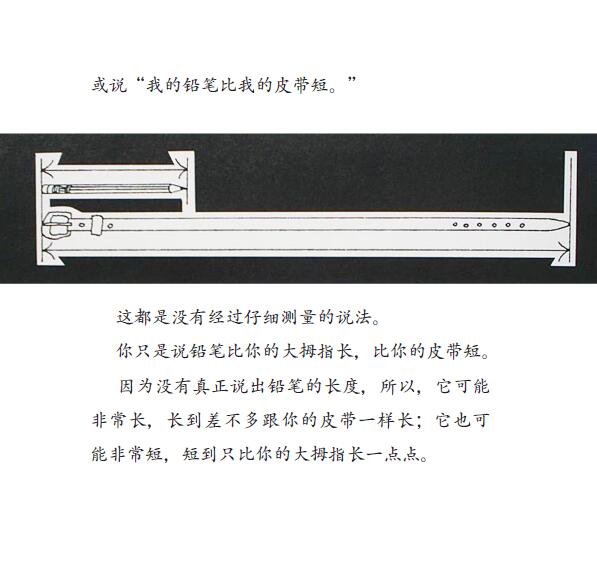 或说“我的铅笔比我的皮带短。”
这都是没有经过仔细测量的说法。
你只是说铅笔比你的大拇指长，比你的皮带短。
因为没有真正说出铅笔的长度，所以，它可能
非常长，长到差不多跟你的皮带一样长；它也可
能非常短，短到只比你的大拇指长一点点。